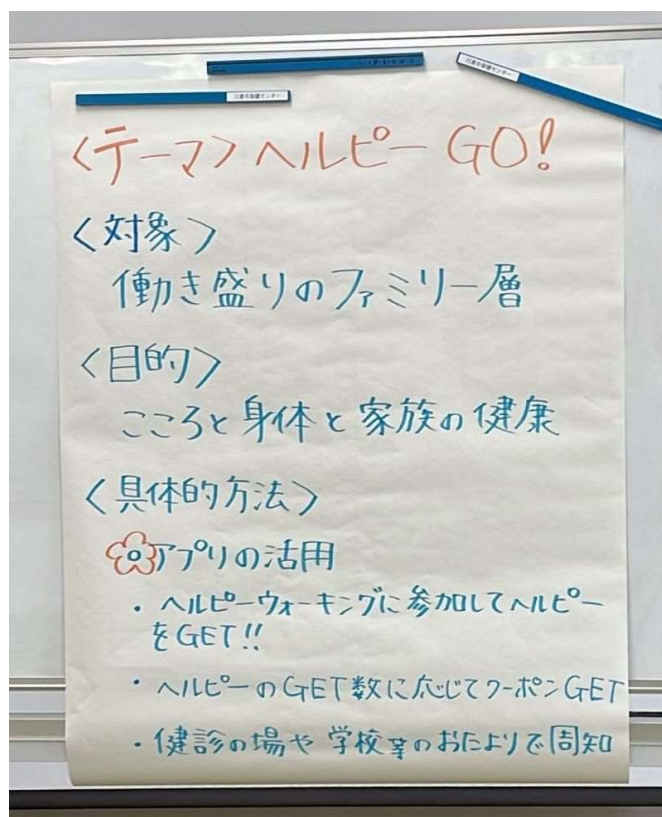 <テーマ> ヘルピー GO!
<対象>
働き盛りのファミリー層
<目的>
こころと身体と家族の健康
<具体的方法>
アプリの活用
・ヘルピーウォーキングに参加してヘルピー
をGET!!
・ヘルピーのGET数に応じてクーポンGET
・健診の場や学校等のおたよりで周知